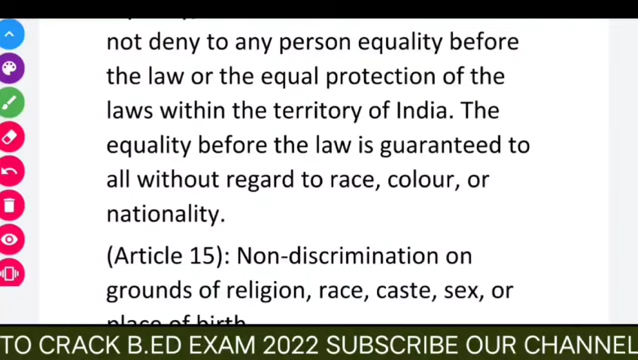 not deny to any person equality before
the law or the equal protection of the
laws within the territory of India. The
equality before the law is guaranteed to
all without regard to race, colour, or
nationality.
(Article 15): Non-discrimination on
grounds of religion, race, caste, sex, or
place of birth
TO CRACK B.ED EXAM 2022 SUBSCRIBE OUR CHANNEL